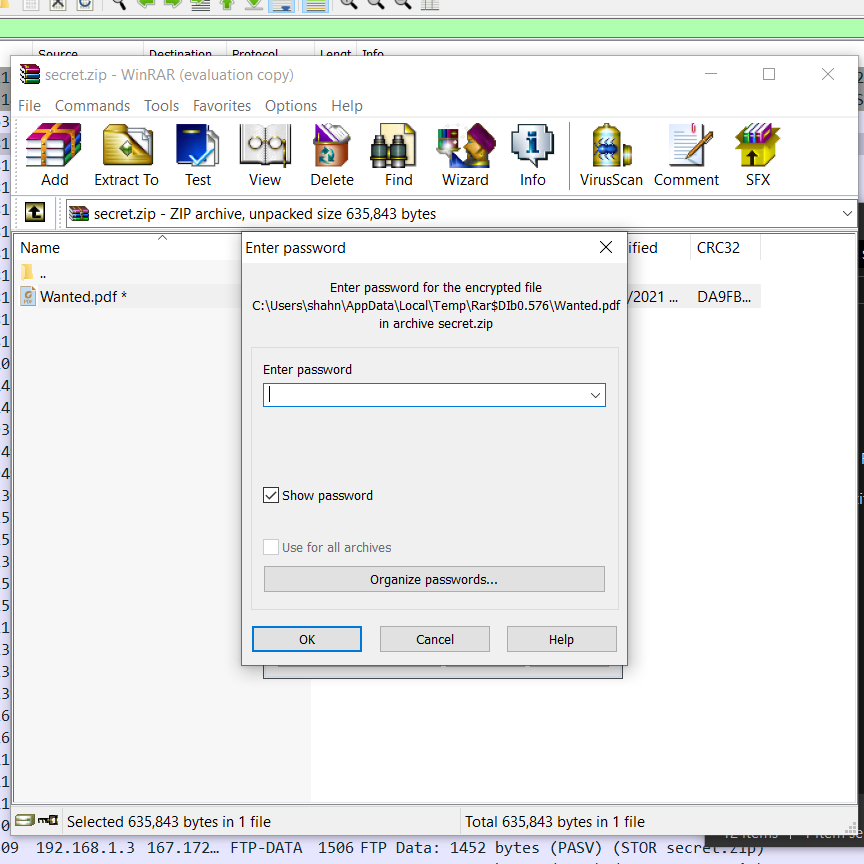 Source Destination Protocol Lengt Info
secret.zip - WinRAR (evaluation copy)
File Commands Tools Favorites Options Help
Add Extract To Test View Delete Find Wizard Info VirusScan Comment SFX
secret.zip - ZIP archive, unpacked size 635,843 bytes
Name ified CRC32
..
Wanted.pdf * /2021 ... DA9FB...
Enter password
Enter password for the encrypted file
C:\Users\shahn\AppData\Local\Temp\Rar$DIb0.576\Wanted.pdf
in archive secret.zip
Enter password
Show password
Use for all archives
Organize passwords...
OK Cancel Help
Selected 635,843 bytes in 1 file Total 635,843 bytes in 1 file
09 192.168.1.3 167.172... FTP-DATA 1506 FTP Data: 1452 bytes (PASV) (STOR secret.zip)